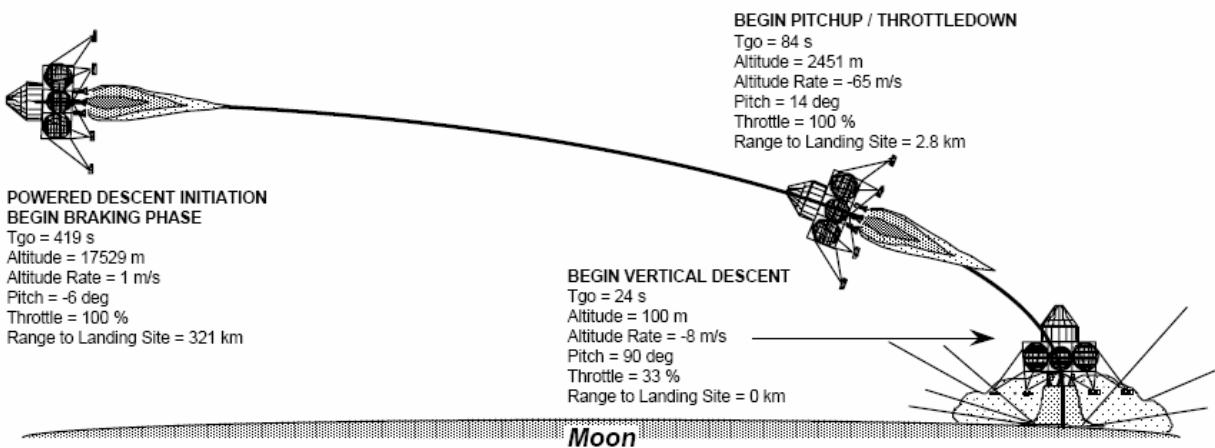 BEGIN PITCHUP / THROTTLEDOWN
Tgo = 84 s
Altitude = 2451 m
Altitude Rate = -65 m/s
Pitch = 14 deg
Throttle = 100 %
Range to Landing Site = 2.8 km
POWERED DESCENT INITIATION
BEGIN BRAKING PHASE
Tgo = 419 s
Altitude = 17529 m
Altitude Rate = 1 m/s
Pitch = -6 deg
Throttle = 100 %
Range to Landing Site = 321 km
BEGIN VERTICAL DESCENT
Tgo = 24 s
Altitude = 100 m
Altitude Rate = -8 m/s
Pitch = 90 deg
Throttle = 33 %
Range to Landing Site = 0 km
Moon